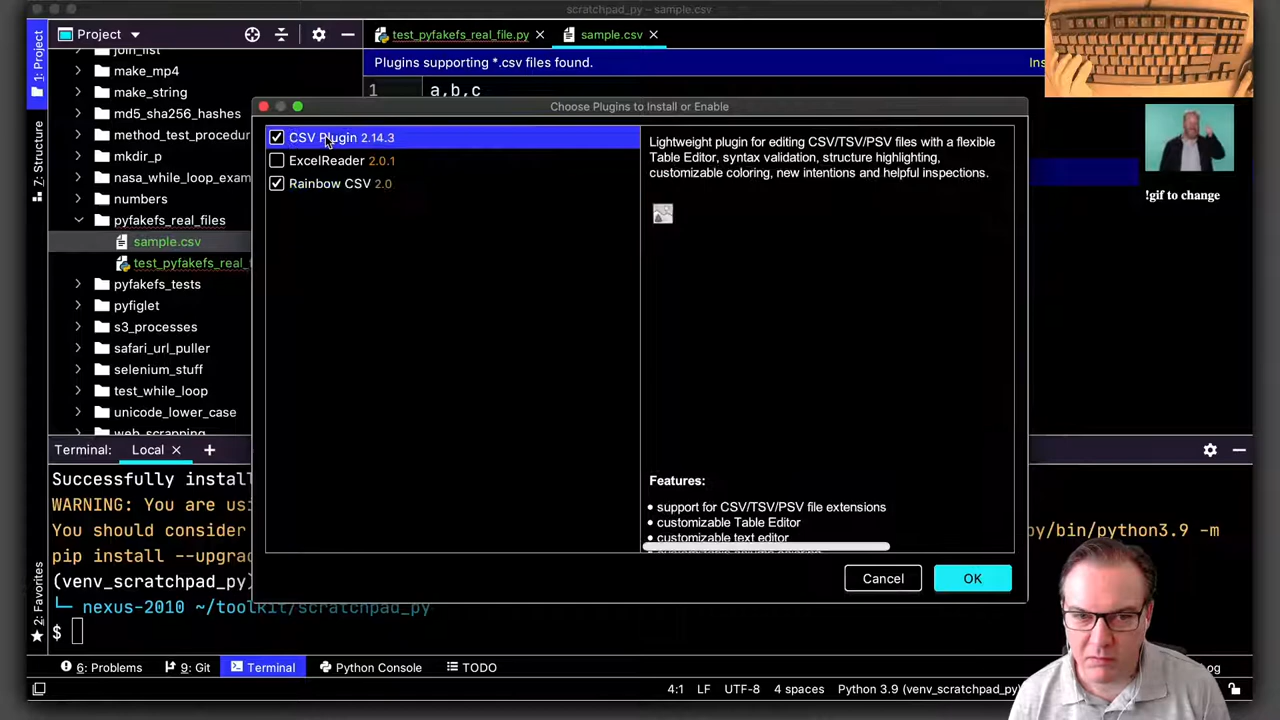 scratchpad_py – sample.csv
1: Project
Project
test_pyfakefs_real_file.py
sample.csv
Plugins supporting *.csv files found.
Ins
1
a,b,c
join_list
make_mp4
make_string
md5_sha256_hashes
method_test_procedur
mkdir_p
nasa_while_loop_exam
numbers
pyfakefs_real_files
sample.csv
test_pyfakefs_real_f
pyfakefs_tests
pyfiglet
s3_processes
safari_url_puller
selenium_stuff
test_while_loop
unicode_lower_case
web_scrapping
7: Structure
2: Favorites
Choose Plugins to Install or Enable
CSV Plugin 2.14.3
ExcelReader 2.0.1
Rainbow CSV 2.0
Lightweight plugin for editing CSV/TSV/PSV files with a flexible
Table Editor, syntax validation, structure highlighting,
customizable coloring, new intentions and helpful inspections.
Features:
• support for CSV/TSV/PSV file extensions
• customizable Table Editor
• customizable text editor
Cancel
OK
!gif to change
Terminal:
Local
+
Successfully install
WARNING: You are usi
You should consider
py/bin/python3.9 -m
pip install --upgrad
(venv_scratchpad_py)
nexus-2010 ~/toolkit/scratchpad_py
$
6: Problems
9: Git
Terminal
Python Console
TODO
og
4:1
LF
UTF-8
4 spaces
Python 3.9 (venv_scratchpad_py)